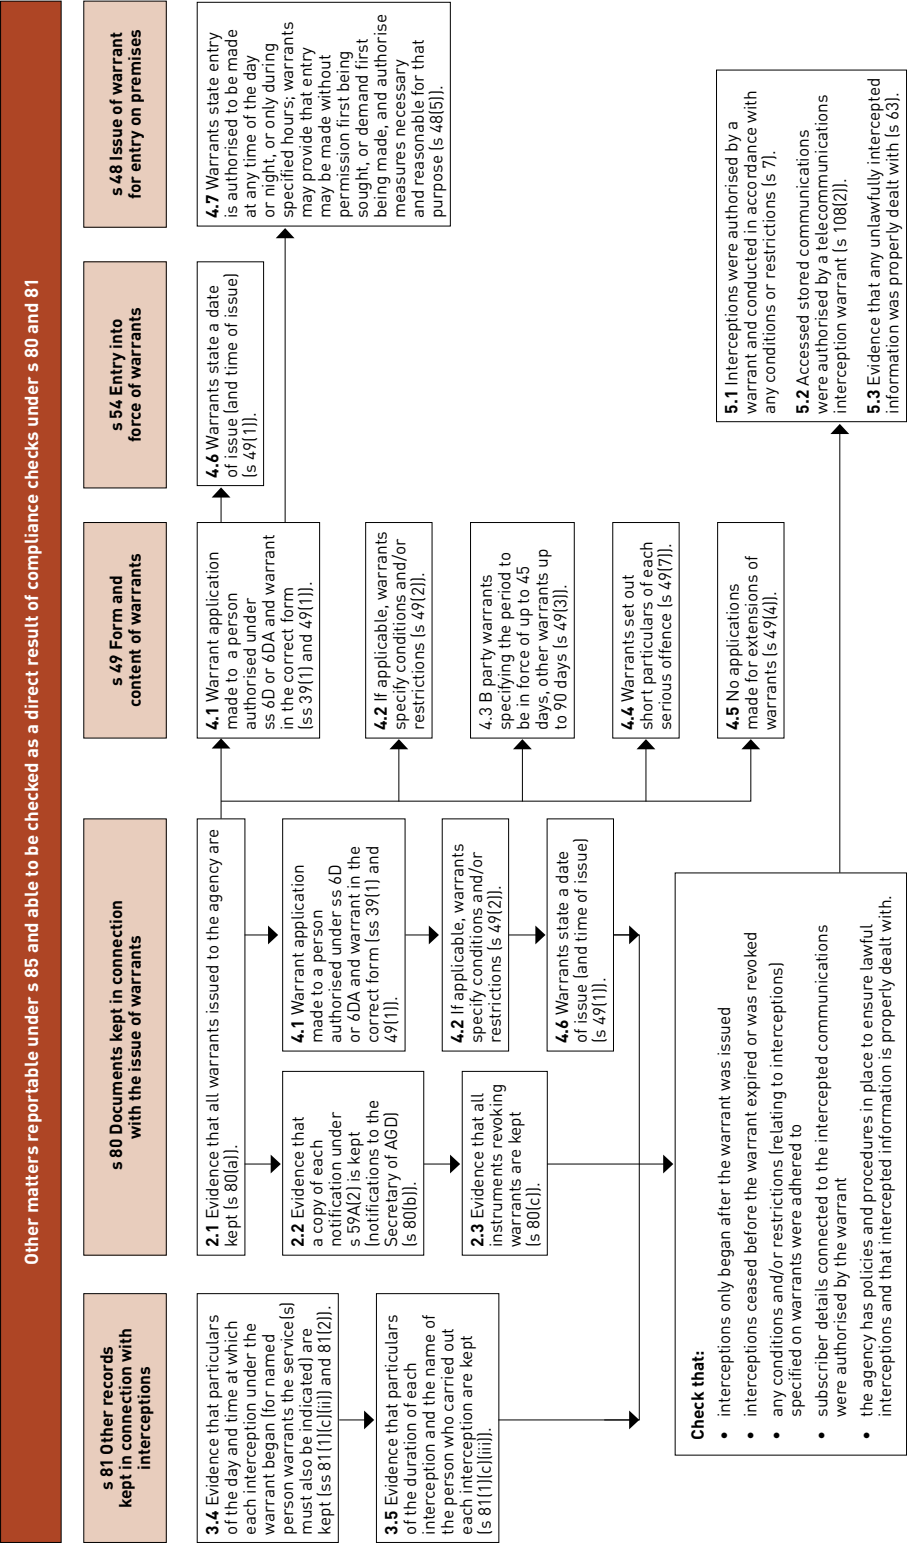 Other matters reportable under s 85 and able to be checked as a direct result of compliance checks under s 80 and 81
s 81 Other records
kept in connection with
interceptions
3.4 Evidence that particulars
of the day and time at which
each interception under the
warrant began (for named
person warrants the service(s)
must also be indicated) are
kept (ss 81(1)(c)(ii)) and 81(2)).
3.5 Evidence that particulars
of the duration of each
interception and the name of
the person who carried out
each interception are kept
(s 81(1)(c)(iii)).
s 80 Documents kept in connection
with the issue of warrants
2.1 Evidence that all warrants issued to the agency are
kept (s 80(a)).
2.2 Evidence that
a copy of each
notification under
s 59A(2) is kept
(notifications to the
Secretary of AGD)
(s 80(b)).
2.3 Evidence that all
instruments revoking
warrants are kept
(s 80(c)).
4.1 Warrant application
made to a person
authorised under ss 6D
or 6DA and warrant in the
correct form (ss 39(1) and
49(1)).
4.2 If applicable, warrants
specify conditions and/or
restrictions (s 49(2)).
4.6 Warrants state a date
of issue (and time of issue)
(s 49(1)).
s 49 Form and
content of warrants
4.1 Warrant application
made to a person
authorised under
ss 6D or 6DA and warrant
in the correct form
(ss 39(1) and 49(1)).
4.2 If applicable, warrants
specify conditions and/or
restrictions (s 49(2)).
4.3 B party warrants
specifying the period to
be in force of up to 45
days, other warrants up
to 90 days (s 49(3)).
4.4 Warrants set out
short particulars of each
serious offence (s 49(7)).
4.5 No applications
made for extensions of
warrants (s 49(4)).
s 54 Entry into
force of warrants
4.6 Warrants state a date
of issue (and time of issue)
(s 49(1)).
s 48 Issue of warrant
for entry on premises
4.7 Warrants state entry
is authorised to be made
at any time of the day
or night, or only during
specified hours; warrants
may provide that entry
may be made without
permission first being
sought, or demand first
being made, and authorise
measures necessary
and reasonable for that
purpose (s 48(5)).
Check that:
• interceptions only began after the warrant was issued
• interceptions ceased before the warrant expired or was revoked
• any conditions and/or restrictions (relating to interceptions)
specified on warrants were adhered to
• subscriber details connected to the intercepted communications
were authorised by the warrant
• the agency has policies and procedures in place to ensure lawful
interceptions and that intercepted information is properly dealt with.
5.1 Interceptions were authorised by a
warrant and conducted in accordance with
any conditions or restrictions (s 7).
5.2 Accessed stored communications
were authorised by a telecommunications
interception warrant (s 108(2)).
5.3 Evidence that any unlawfully intercepted
information was properly dealt with (s 63).